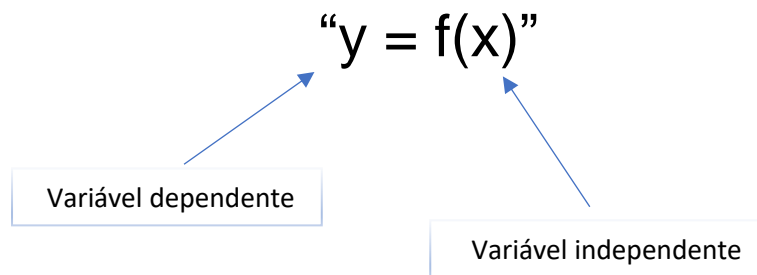 “y = f(x)”
Variável dependente
Variável independente